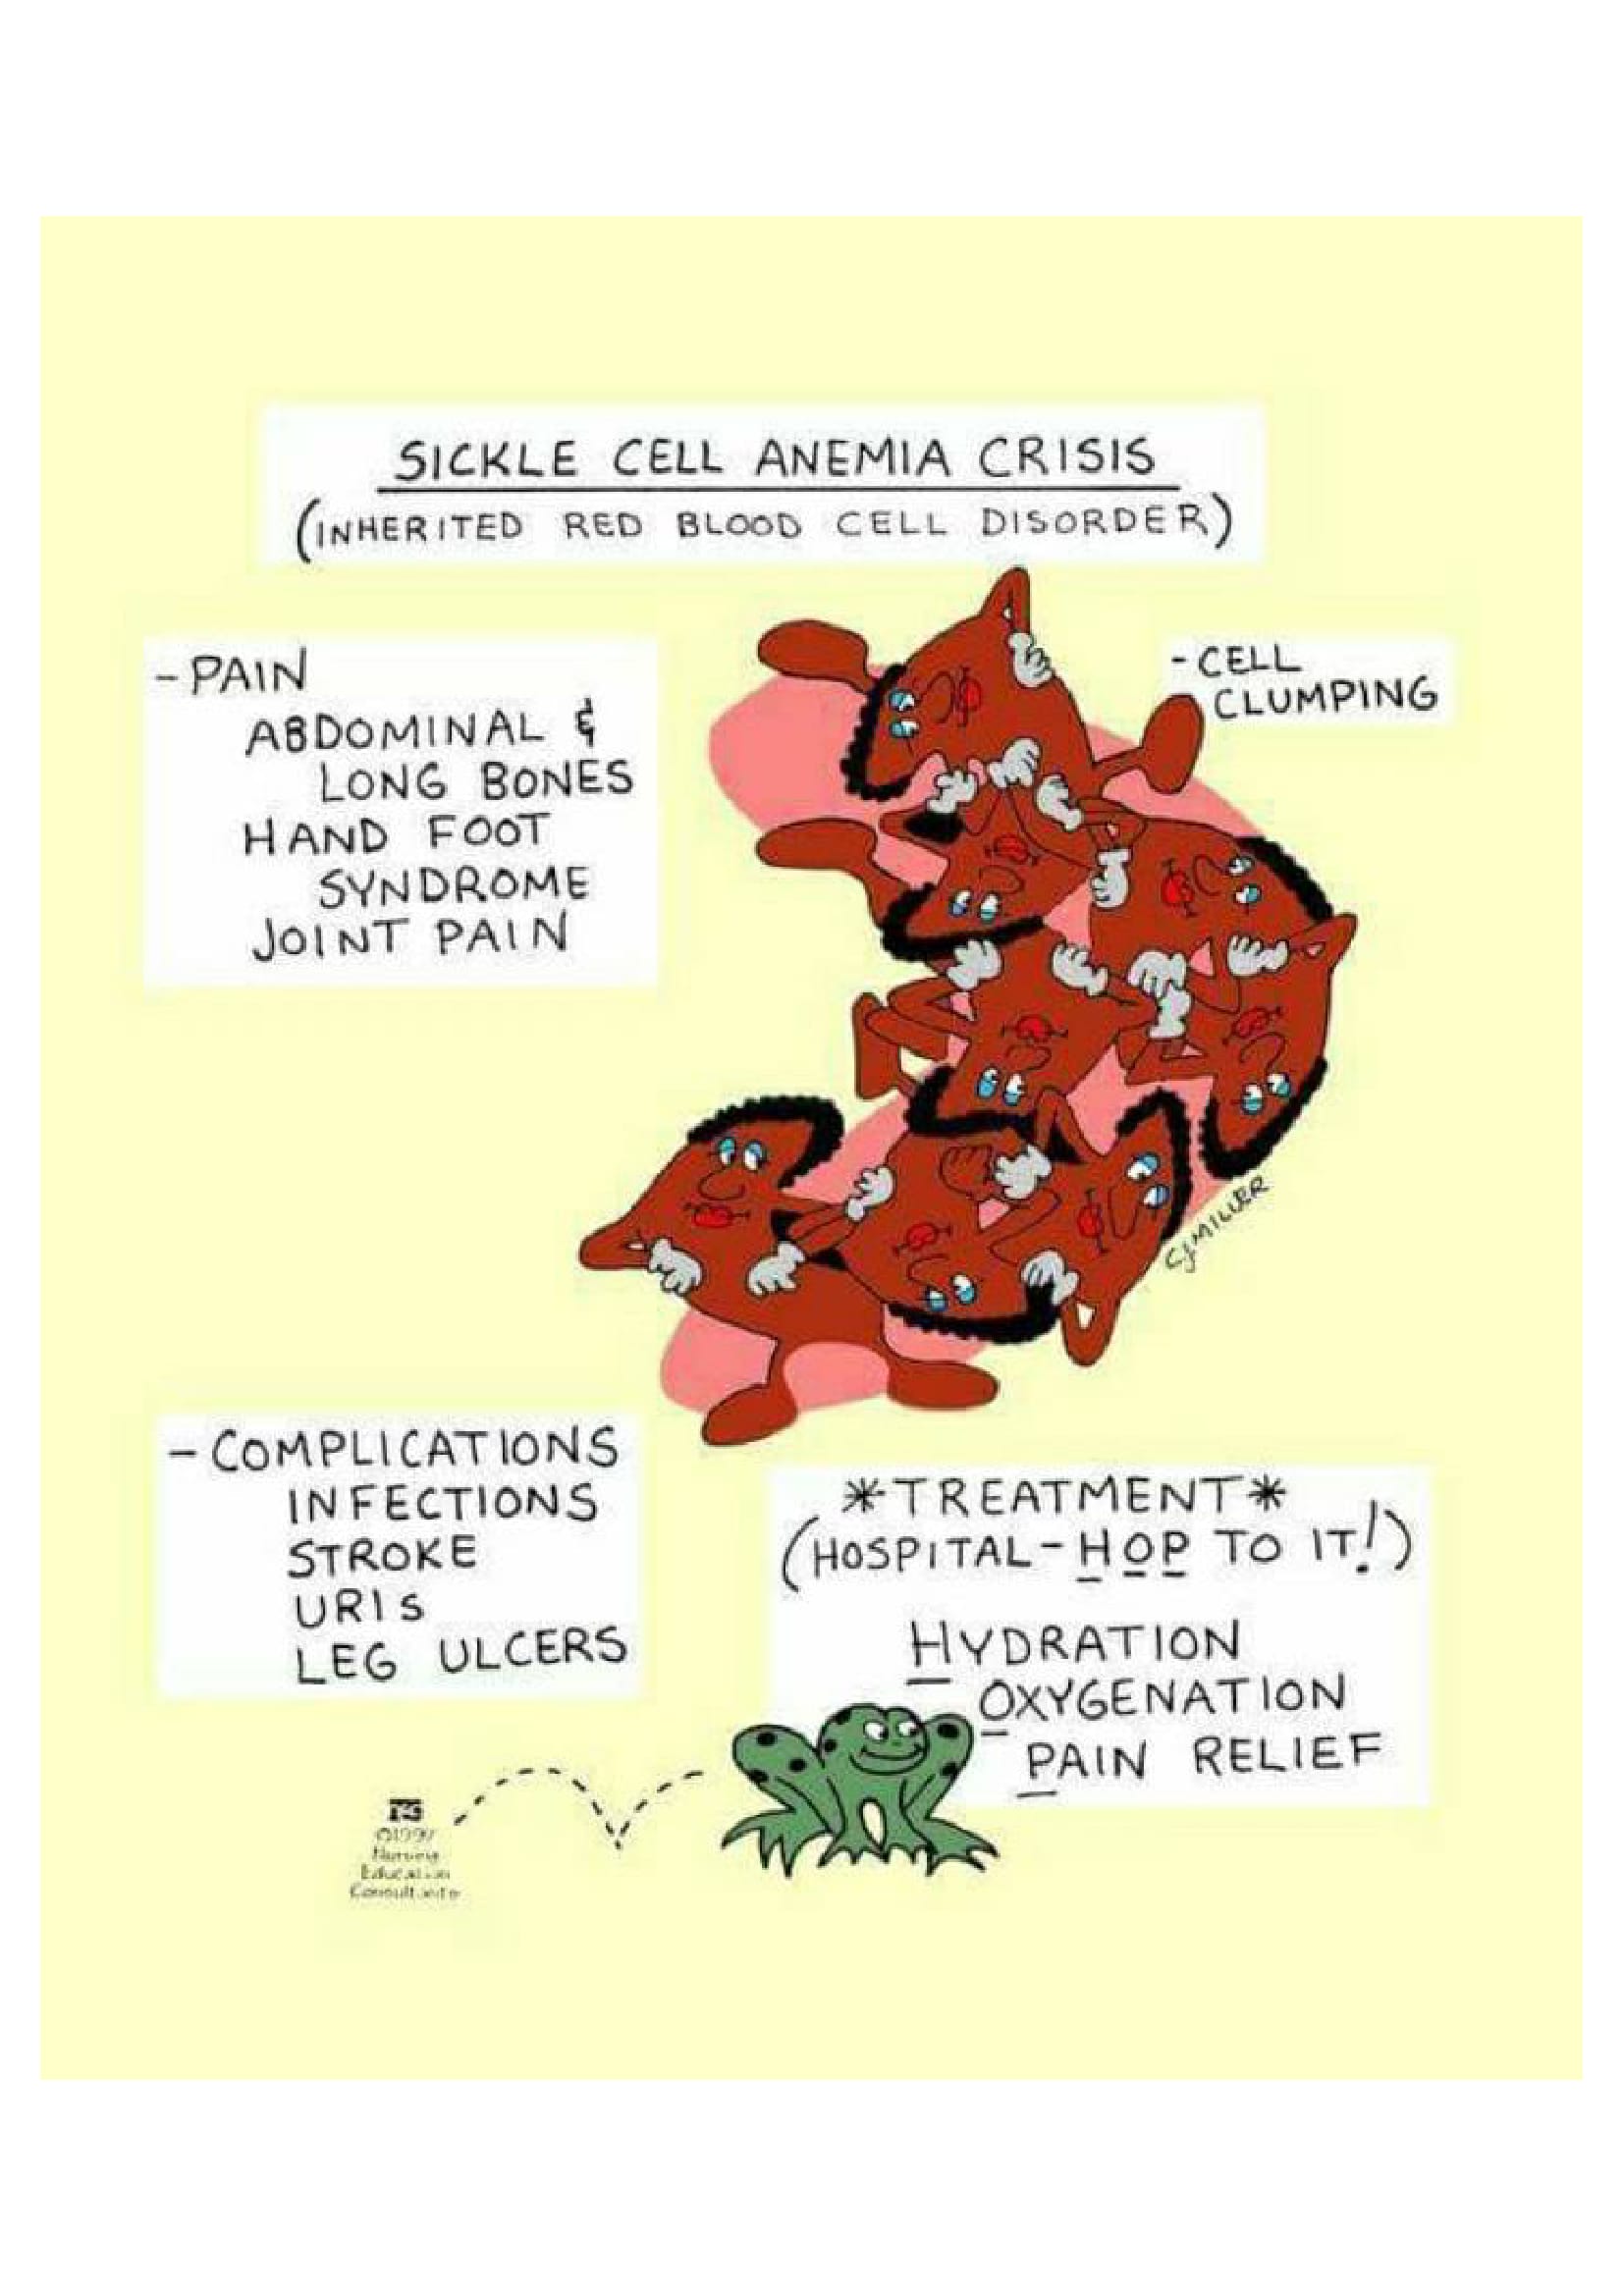 SICKLE CELL ANEMIA CRISIS
(INHERITED RED BLOOD CELL DISORDER)
- PAIN
ABDOMINAL &
LONG BONES
HAND FOOT
SYNDROME
JOINT PAIN
- CELL
CLUMPING
CJMILLER
- COMPLICATIONS
INFECTIONS
STROKE
URIs
LEG ULCERS
*TREATMENT*
(HOSPITAL - HOP TO IT!)
HYDRATION
OXYGENATION
PAIN RELIEF
©1997
Nursing
Education
Consultants